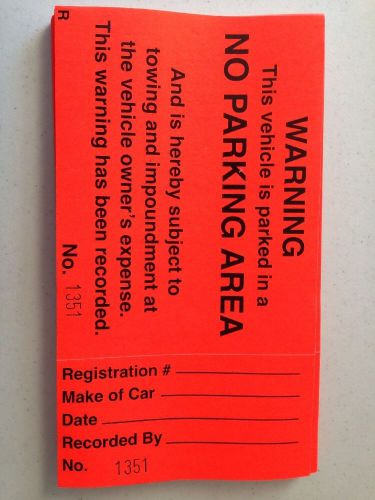 WARNING
This vehicle is parked in a
NO PARKING AREA
And is hereby subject to
towing and impoundment at
the vehicle owner's expense.
This warning has been recorded.
No. 1351
R
Registration #
Make of Car
Date
Recorded By
No. 1351